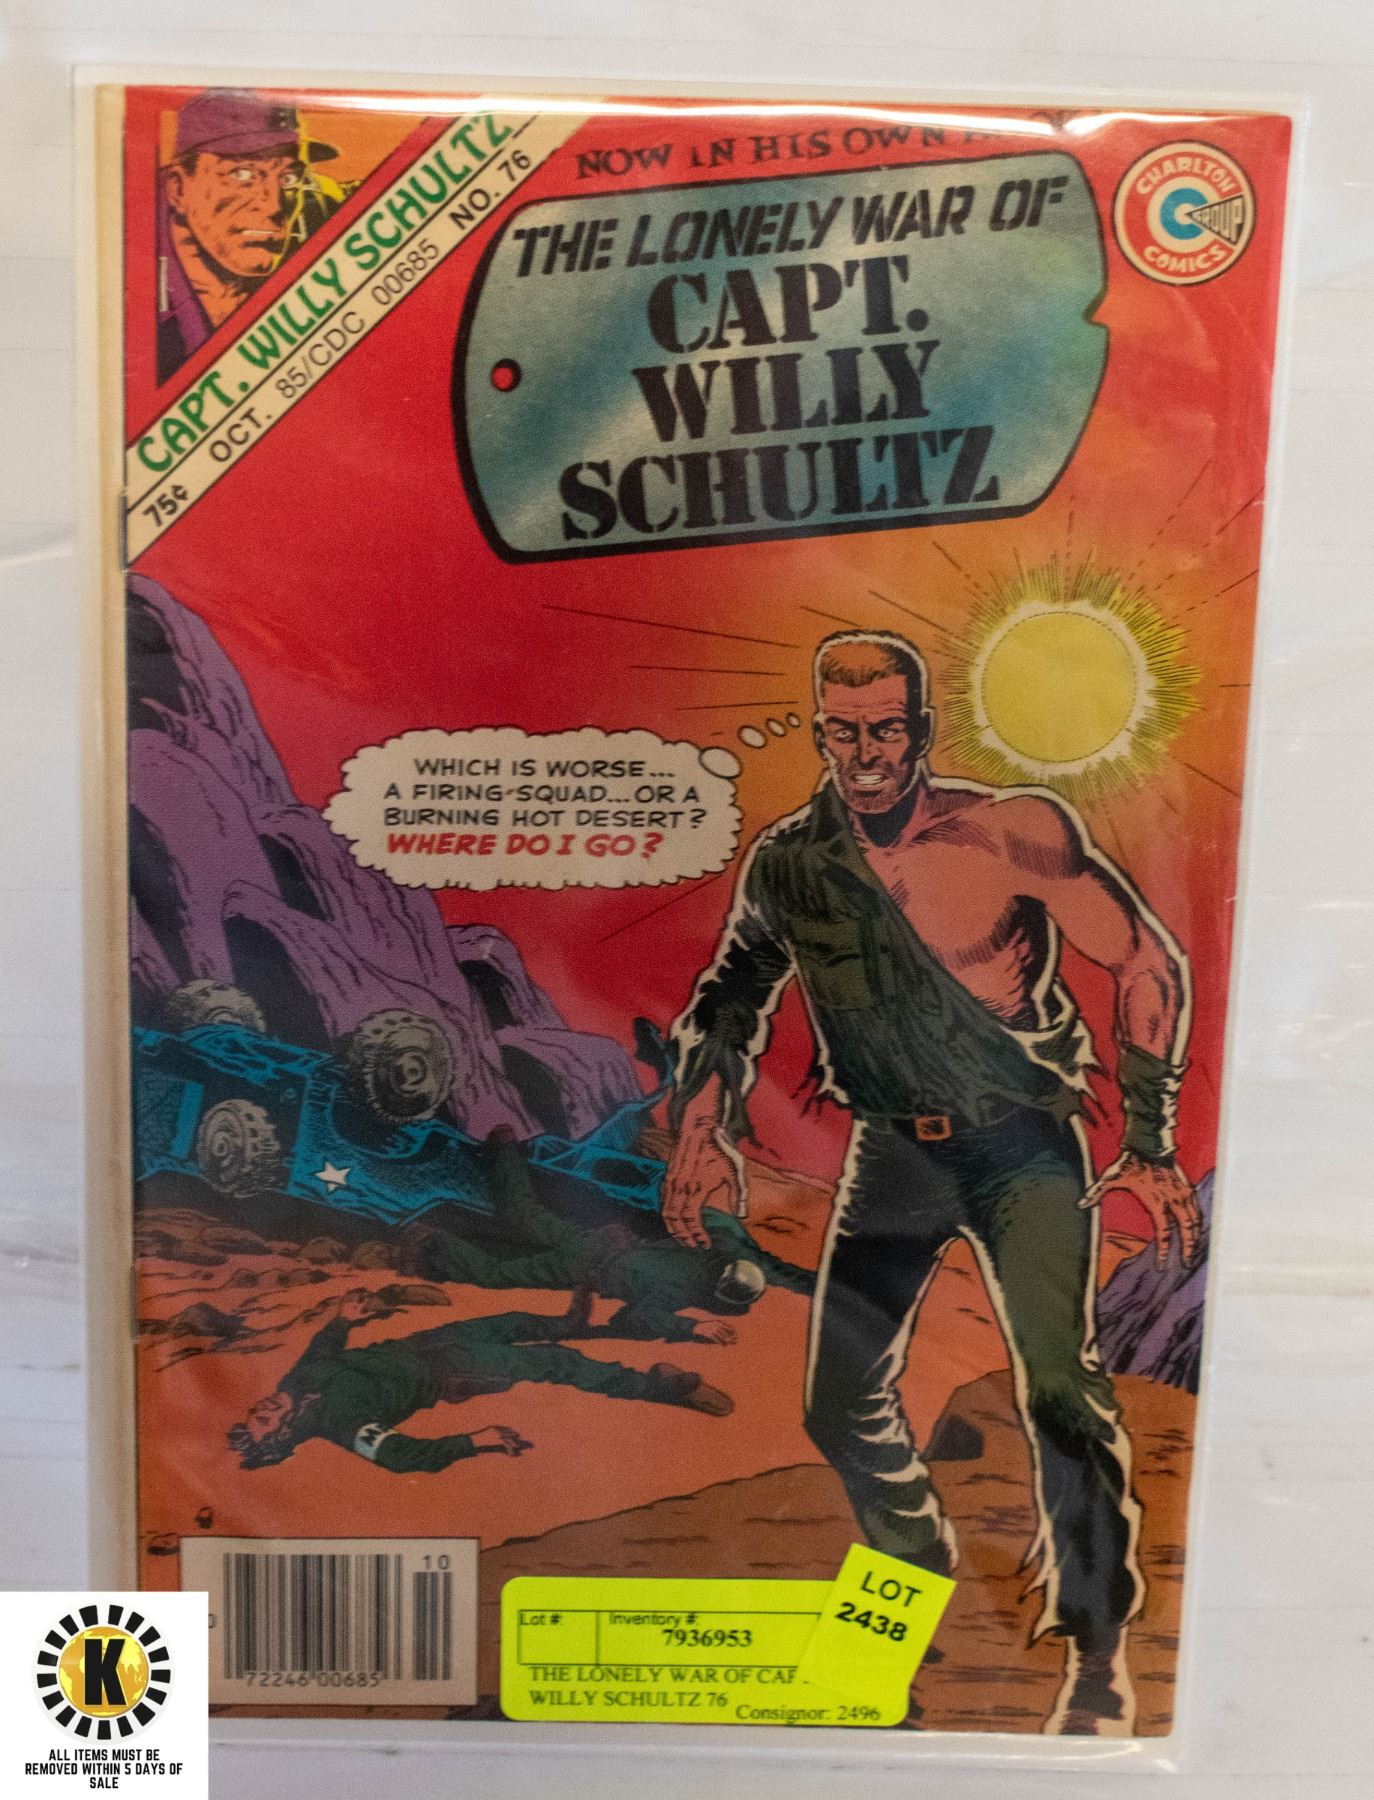 CAPT. WILLY SCHULTZ
OCT. 85/CDC 00685 NO. 76
75¢
NOW IN HIS OWN
CHARLTON
C GROUP
COMICS
THE LONELY WAR OF
CAPT.
WILLY
SCHULTZ
WHICH IS WORSE...
A FIRING-SQUAD...OR A
BURNING HOT DESERT?
WHERE DO I GO?
10
72246 00685
LOT
2438
Lot #: Inventory #:
7936953
THE LONELY WAR OF
WILLY SCHULTZ 76
Consignor: 2496
K
ALL ITEMS MUST BE
REMOVED WITHIN 5 DAYS OF
SALE